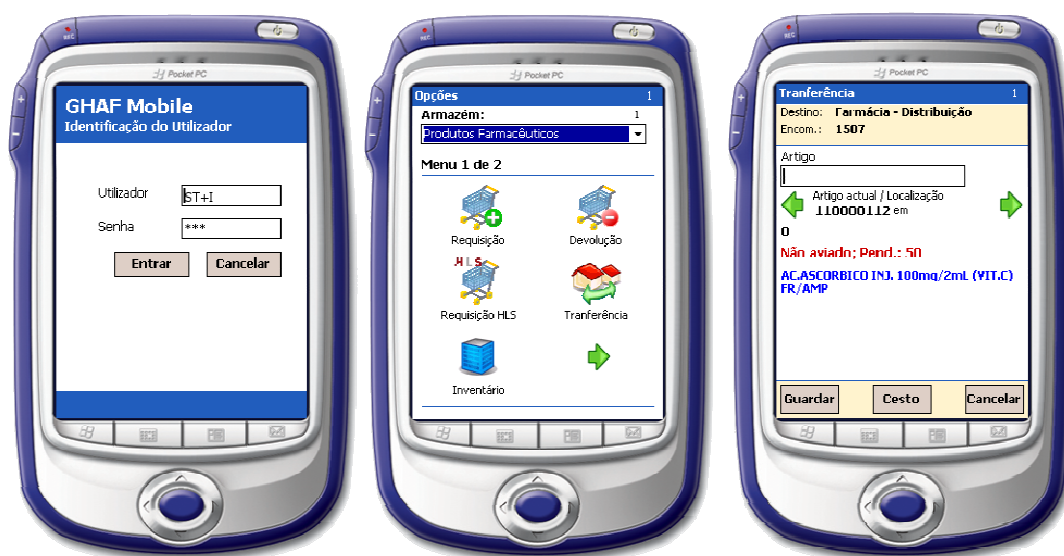 REC
Pocket PC
GHAF Mobile
Identificação do Utilizador
Utilizador
ST+I
Senha
***
Entrar
Cancelar
REC
Pocket PC
Opções 1
Armazém: 1
Produtos Farmacêuticos
Menu 1 de 2
Requisição
Devolução
HLS
Requisição HLS
Tranferência
Inventário
REC
Pocket PC
Tranferência 1
Destino: Farmácia - Distribuição
Encom.: 1507
Artigo
Artigo actual / Localização
110000112 em
0
Não aviado; Pend.: 50
AC.ASCORBICO INJ. 100mg/2mL (VIT.C)
FR/AMP
Guardar
Cesto
Cancelar